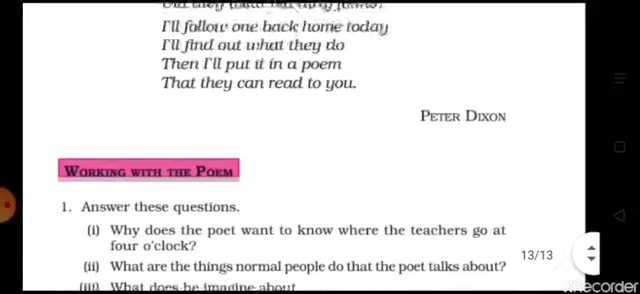 I'll follow one back home today
I'll find out what they do
Then I'll put it in a poem
That they can read to you.
PETER DIXON
WORKING WITH THE POEM
1. Answer these questions.
(i) Why does the poet want to know where the teachers go at
four o'clock?
13/13
(ii) What are the things normal people do that the poet talks about?
(iii) What does he imagine about